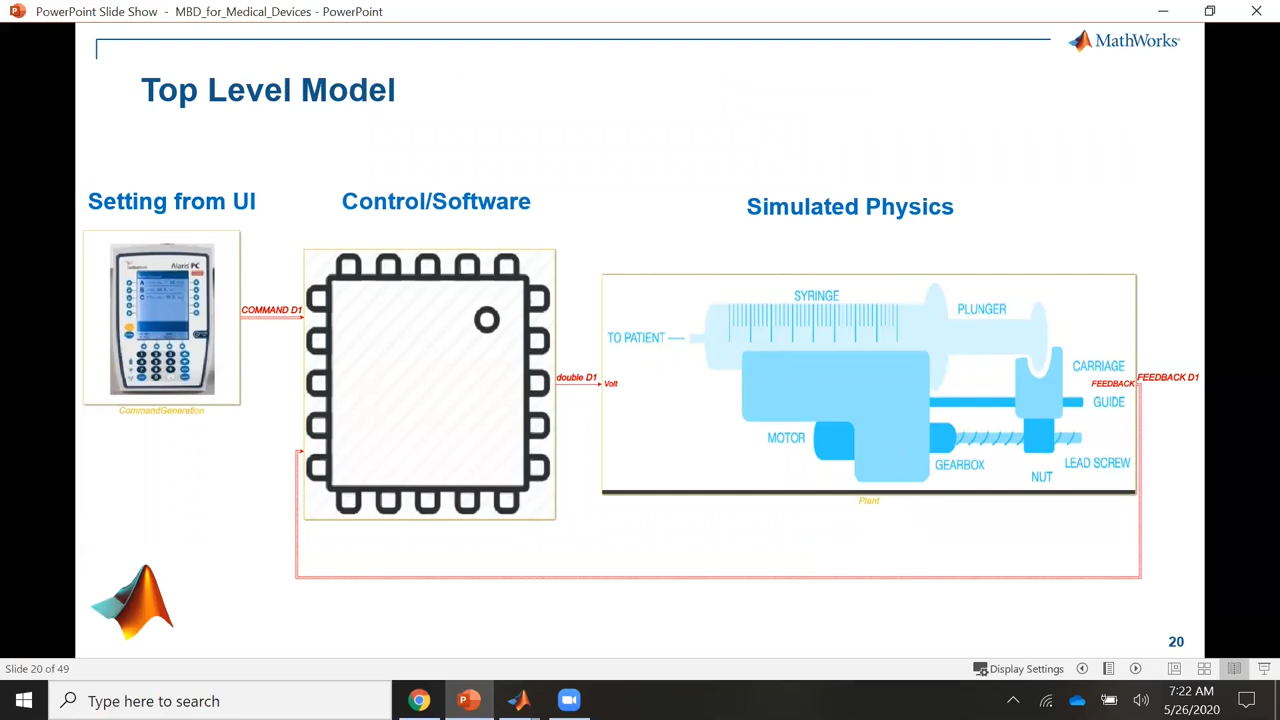 PowerPoint Slide Show - MBD_for_Medical_Devices - PowerPoint
MathWorks®
Top Level Model
Setting from UI
Control/Software
Simulated Physics
Alaris PC
COMMAND D1
CommandGeneration
double D1
Volt
SYRINGE
PLUNGER
TO PATIENT
CARRIAGE
FEEDBACK
FEEDBACK D1
GUIDE
MOTOR
GEARBOX
LEAD SCREW
NUT
Plant
20
Slide 20 of 49
Display Settings
Type here to search
7:22 AM
5/26/2020